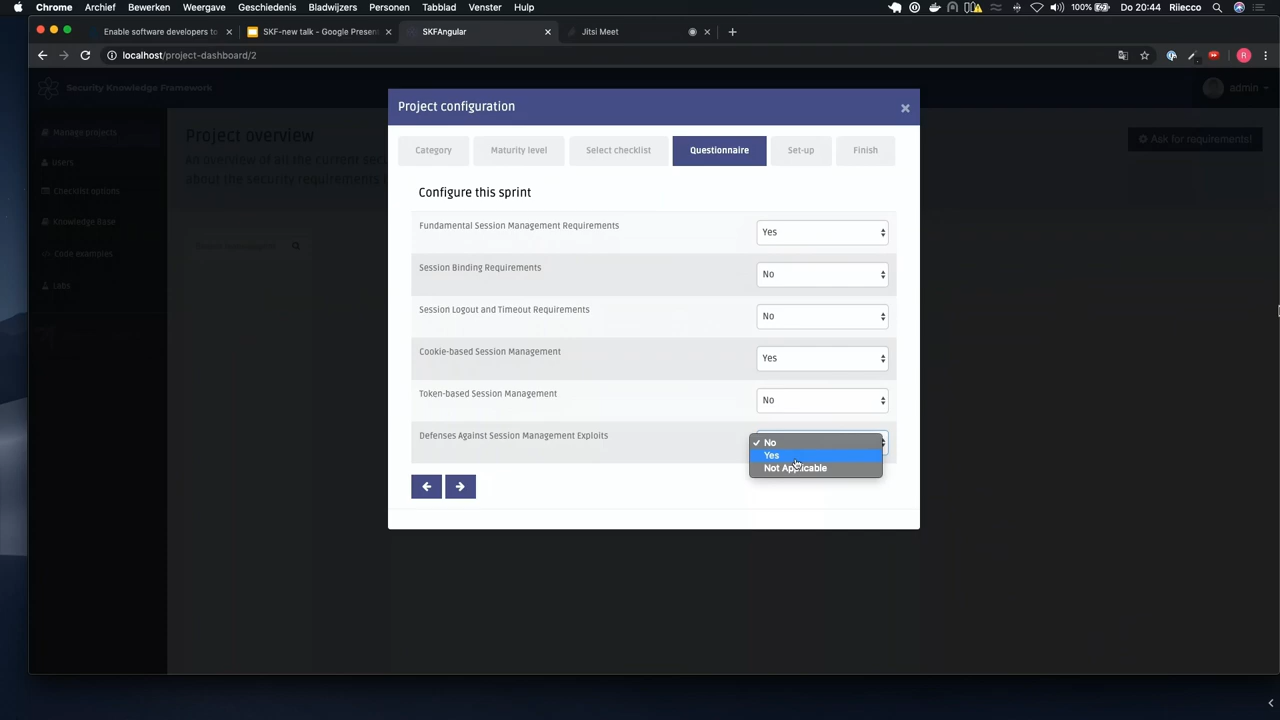 Chrome Archief Bewerken Weergave Geschiedenis Bladwijzers Personen Tabblad Venster Help 100% Do 20:44 Rilecco
Enable software developers to SKF-new talk - Google Present SKFAngular Jitsi Meet
localhost/project-dashboard/2 R
Security Knowledge Framework admin
Project configuration
Manage projects
Project overview
Ask for requirements!
Category Maturity level Select checklist Questionnaire Set-up Finish
Users
An overview of all the current
about the security requirements
Checklist options
Knowledge Base
Code examples
Labs
Configure this sprint
Fundamental Session Management Requirements Yes
Session Binding Requirements No
Session Logout and Timeout Requirements No
Cookie-based Session Management Yes
Token-based Session Management No
Defenses Against Session Management Exploits
No
Yes
Not Applicable